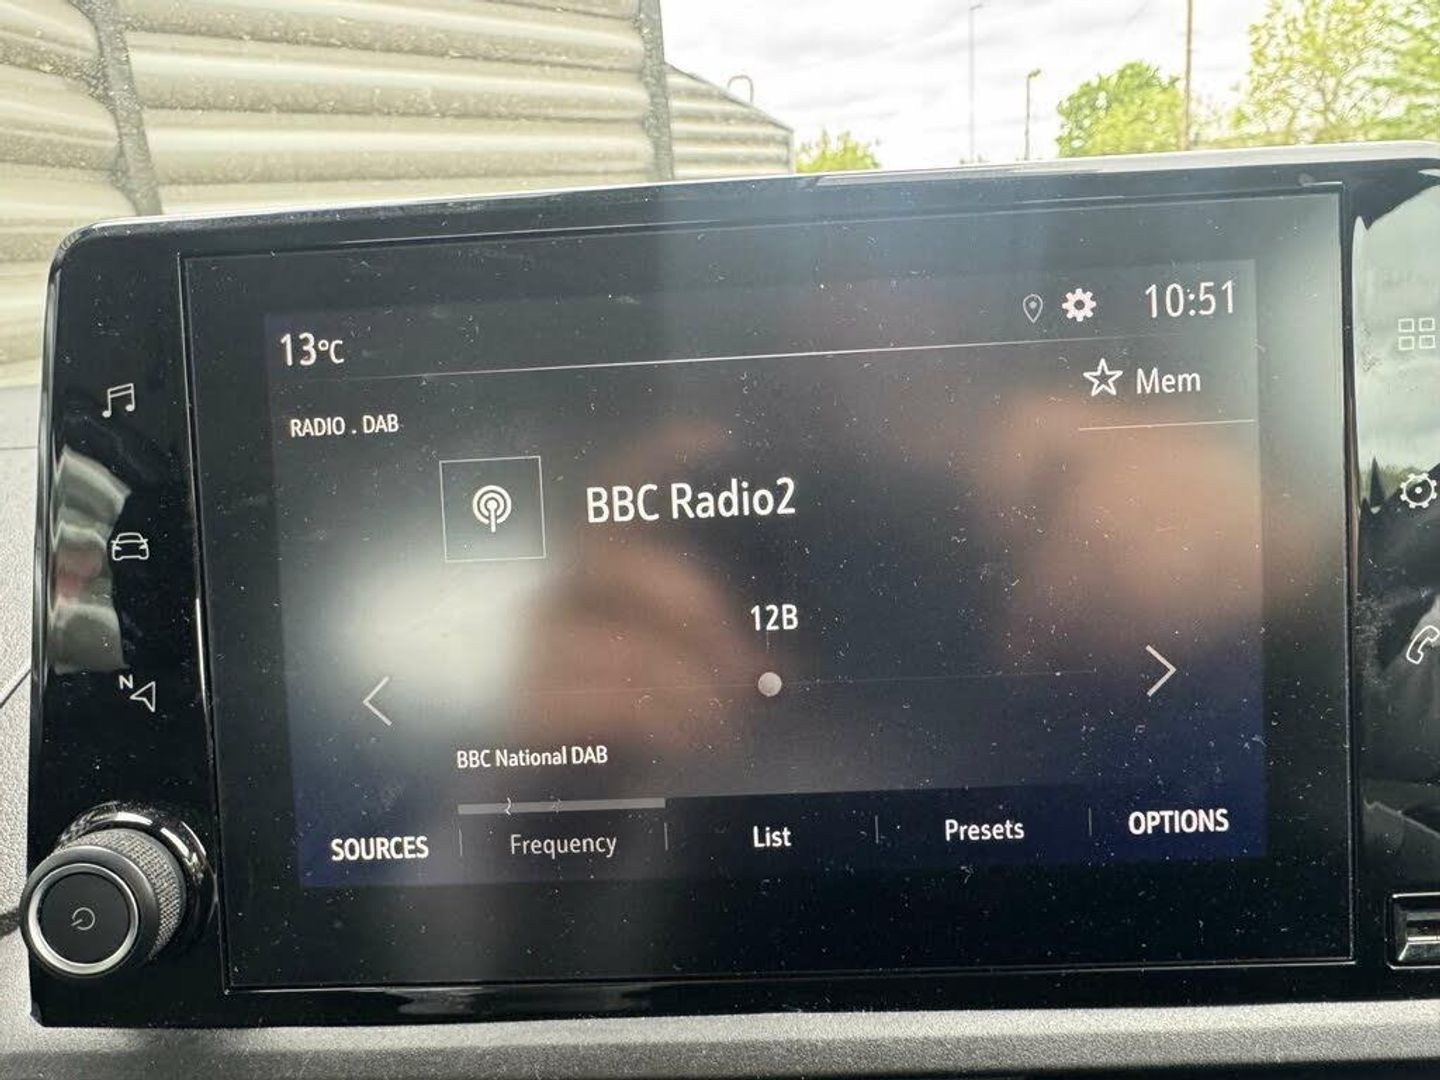 13°C
10:51
Mem
RADIO . DAB
BBC Radio2
12B
N
BBC National DAB
SOURCES
Frequency
List
Presets
OPTIONS